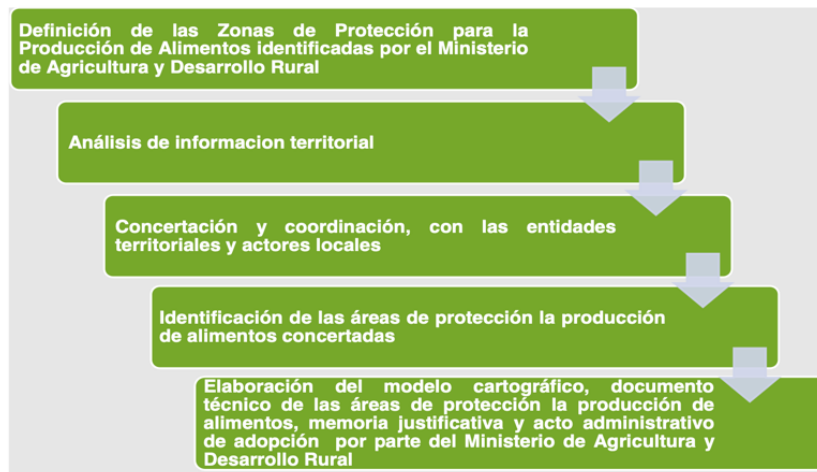 Definición de las Zonas de Protección para la
Producción de Alimentos identificadas por el Ministerio
de Agricultura y Desarrollo Rural
Análisis de informacion territorial
Concertación y coordinación, con las entidades
territoriales y actores locales
Identificación de las áreas de protección la producción
de alimentos concertadas
Elaboración del modelo cartográfico, documento
técnico de las áreas de protección la producción de
alimentos, memoria justificativa y acto administrativo
de adopción por parte del Ministerio de Agricultura y
Desarrollo Rural